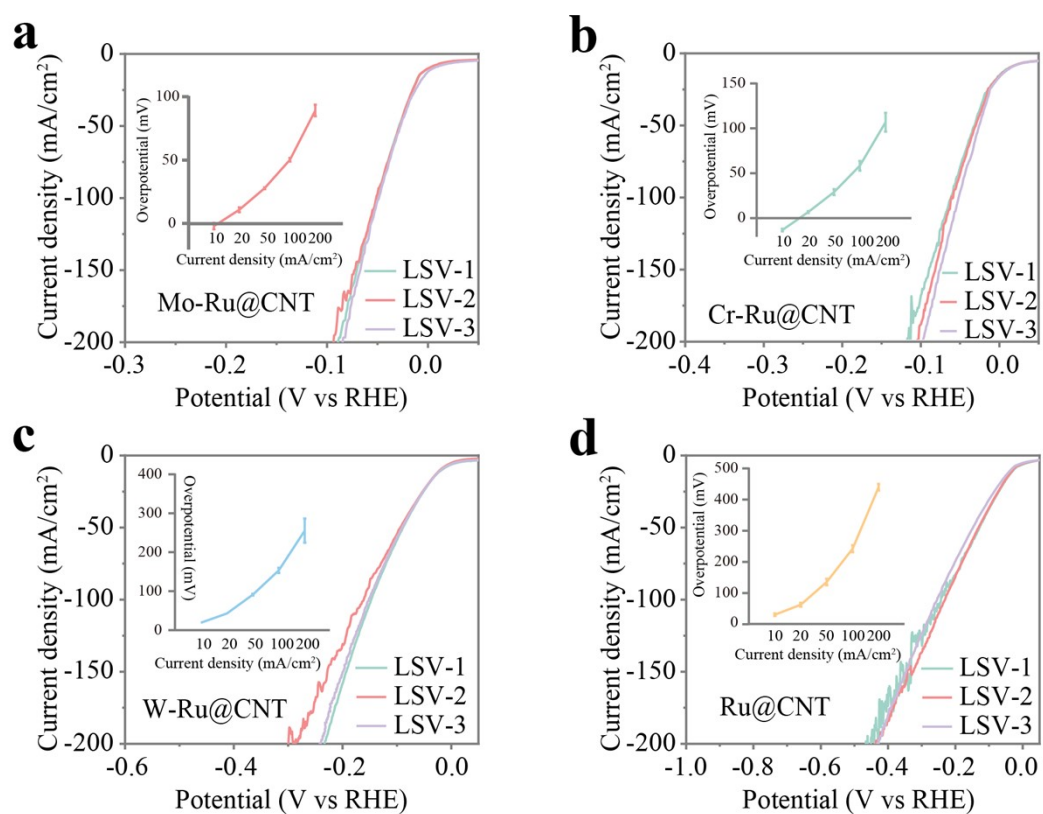 a
Current density (mA/cm²)
0
-50
-100
-150
-200
Overpotential (mV)
100
50
0
10 20 50 100 200
Current density (mA/cm²)
Mo-Ru@CNT
LSV-1
LSV-2
LSV-3
-0.3 -0.2 -0.1 0.0
Potential (V vs RHE)
b
Current density (mA/cm²)
0
-50
-100
-150
-200
Overpotential (mV)
150
100
50
0
10 20 50 100 200
Current density (mA/cm²)
Cr-Ru@CNT
LSV-1
LSV-2
LSV-3
-0.4 -0.3 -0.2 -0.1 0.0
Potential (V vs RHE)
c
Current density (mA/cm²)
0
-50
-100
-150
-200
400
300
200
100
0
Overpotential
(mV)
10 20 50 100 200
Current density (mA/cm²)
W-Ru@CNT
LSV-1
LSV-2
LSV-3
-0.6 -0.4 -0.2 0.0
Potential (V vs RHE)
d
Current density (mA/cm²)
0
-50
-100
-150
-200
Overpotential (mV)
500
400
300
200
100
0
10 20 50 100 200
Current density (mA/cm²)
Ru@CNT
LSV-1
LSV-2
LSV-3
-1.0 -0.8 -0.6 -0.4 -0.2 0.0
Potential (V vs RHE)